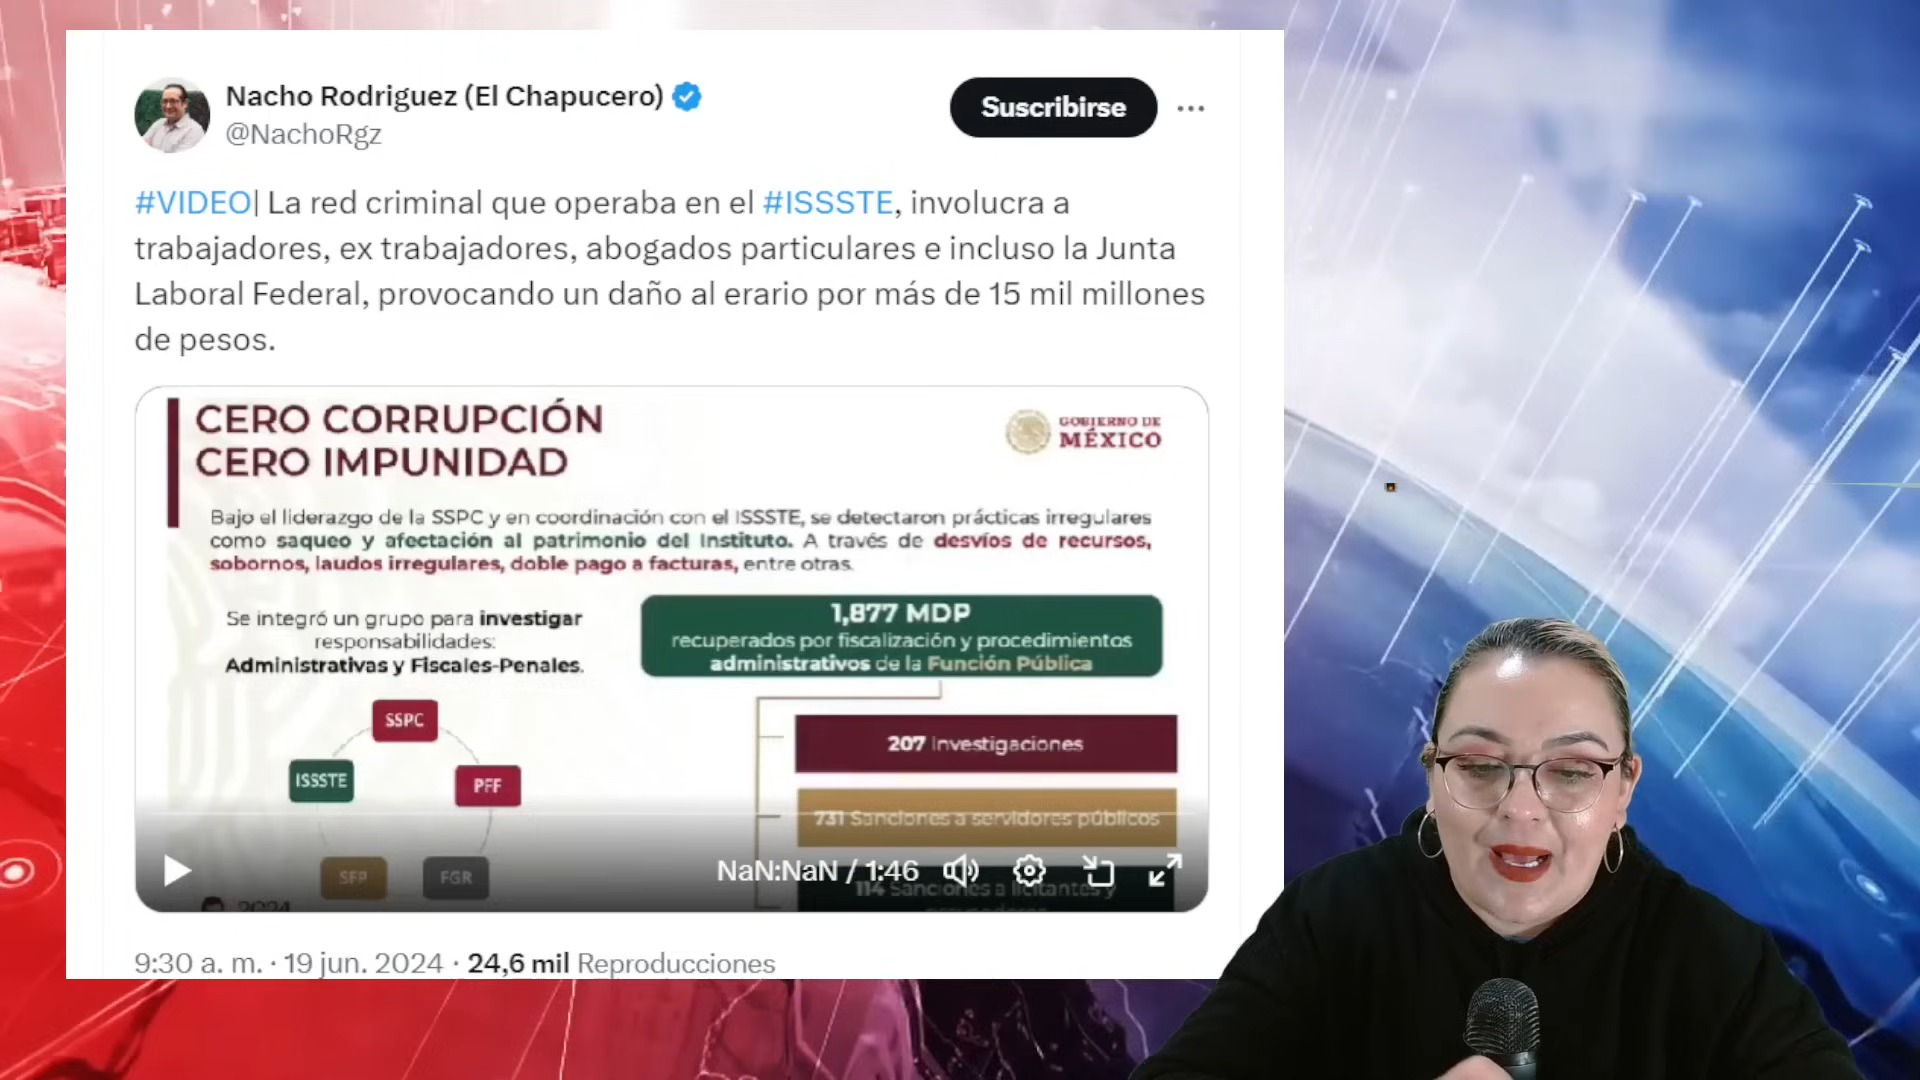 Nacho Rodriguez (El Chapucero)
@NachoRgz
Suscribirse
#VIDEO| La red criminal que operaba en el #ISSSTE, involucra a
trabajadores, ex trabajadores, abogados particulares e incluso la Junta
Laboral Federal, provocando un daño al erario por más de 15 mil millones
de pesos.
CERO CORRUPCIÓN
CERO IMPUNIDAD
GOBIERNO DE
MÉXICO
Bajo el liderazgo de la SSPC y en coordinación con el ISSSTE, se detectaron prácticas irregulares
como saqueo y afectación al patrimonio del Instituto. A través de desvíos de recursos,
sobornos, laudos irregulares, doble pago a facturas, entre otras.
Se integró un grupo para investigar
responsabilidades:
Administrativas y Fiscales-Penales.
1,877 MDP
recuperados por fiscalización y procedimientos
administrativos de la Función Pública
SSPC
ISSSTE
PFF
SFP
FGR
207 Investigaciones
731 Sanciones a servidores públicos
114 Sanciones a licitantes y
NaN:NaN / 1:46
2024
9:30 a. m. · 19 jun. 2024 · 24,6 mil Reproducciones